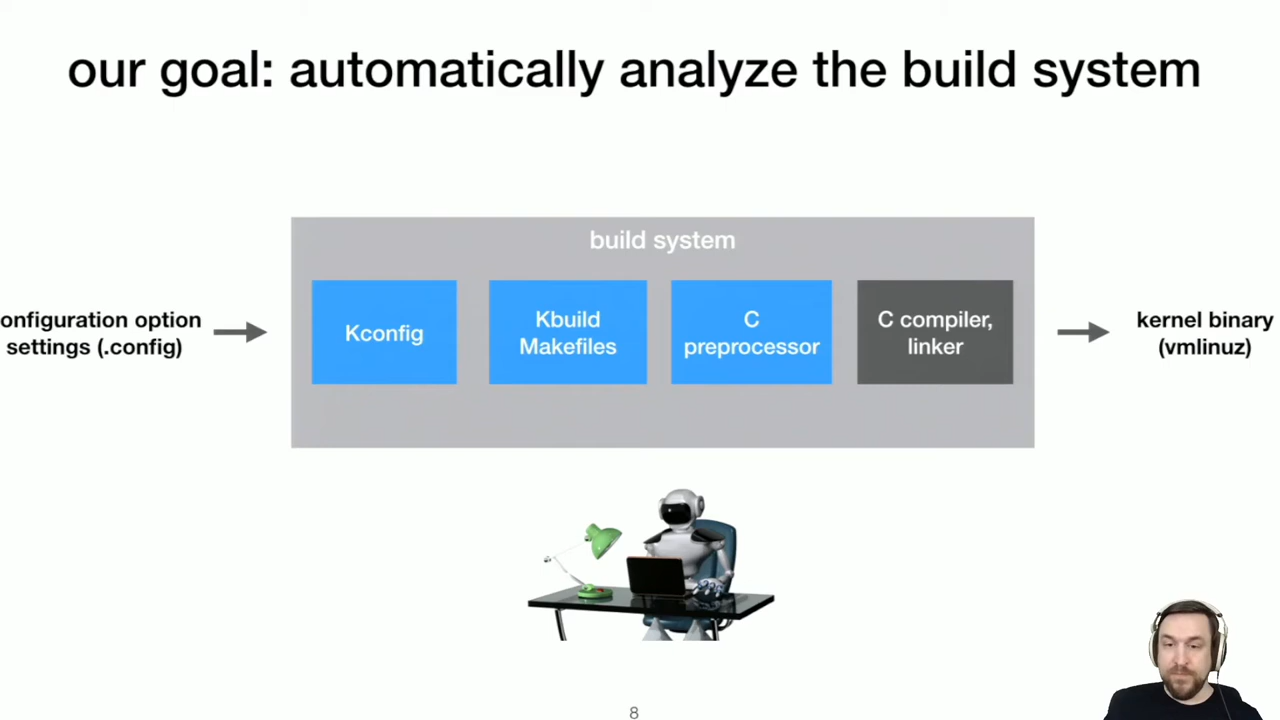 our goal: automatically analyze the build system
build system
onfiguration option
settings (.config)
Kconfig
Kbuild
Makefiles
C
preprocessor
C compiler,
linker
kernel binary
(vmlinuz)
8